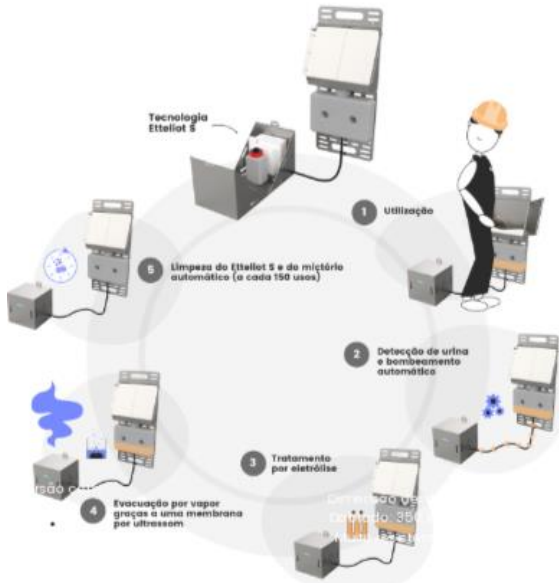 Tecnologia
Etteliot S
1 Utilização
2 Detecção de urina
e bombeamento
automático
3 Tratamento
por eletrólise
4 Evacuação por vapor
graças a uma membrana
por ultrassom
5 Limpeza do Etteliot S e do mictório
automático (a cada 150 usos)